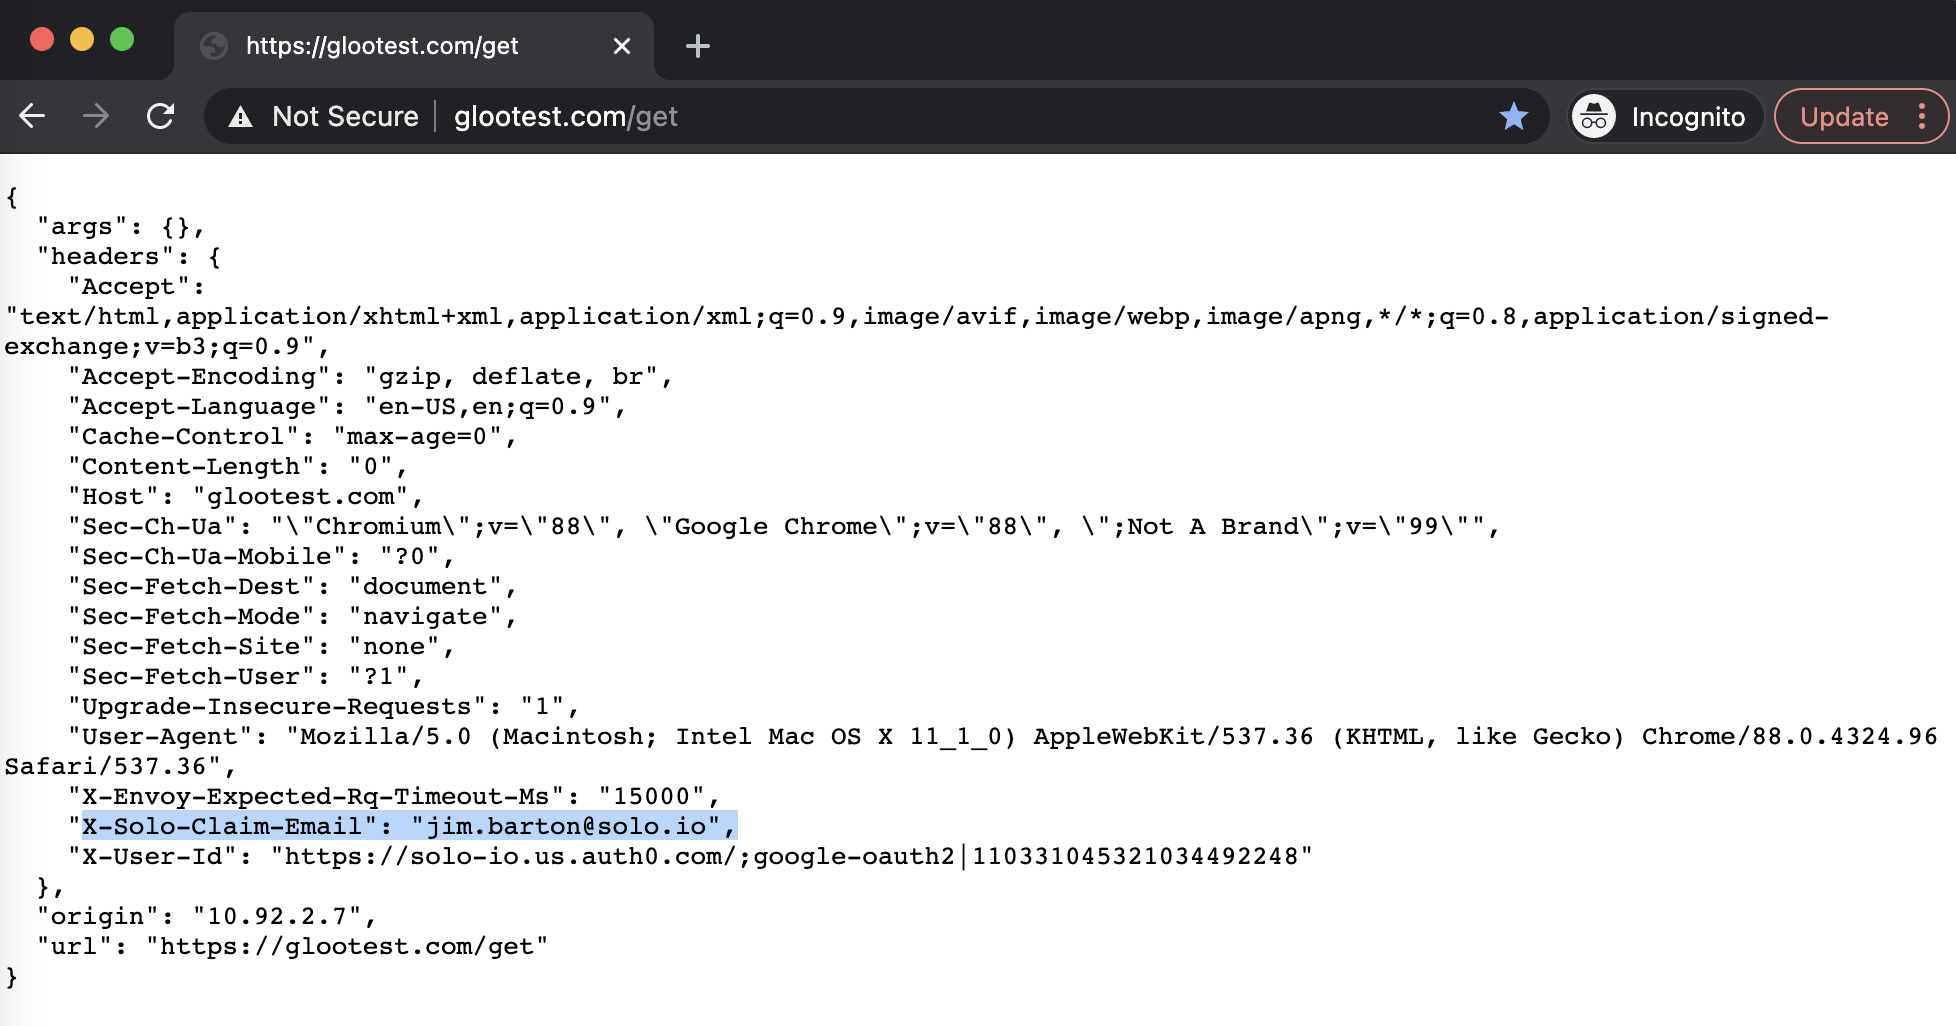 https://glootest.com/get
Not Secure
glootest.com/get
Incognito
Update
{
  "args": {},
  "headers": {
    "Accept":
"text/html,application/xhtml+xml,application/xml;q=0.9,image/avif,image/webp,image/apng,*/*;q=0.8,application/signed-
exchange;v=b3;q=0.9",
    "Accept-Encoding": "gzip, deflate, br",
    "Accept-Language": "en-US,en;q=0.9",
    "Cache-Control": "max-age=0",
    "Content-Length": "0",
    "Host": "glootest.com",
    "Sec-Ch-Ua": "\"Chromium\";v=\"88\", \"Google Chrome\";v=\"88\", \";Not A Brand\";v=\"99\"",
    "Sec-Ch-Ua-Mobile": "?0",
    "Sec-Fetch-Dest": "document",
    "Sec-Fetch-Mode": "navigate",
    "Sec-Fetch-Site": "none",
    "Sec-Fetch-User": "?1",
    "Upgrade-Insecure-Requests": "1",
    "User-Agent": "Mozilla/5.0 (Macintosh; Intel Mac OS X 11_1_0) AppleWebKit/537.36 (KHTML, like Gecko) Chrome/88.0.4324.96
Safari/537.36",
    "X-Envoy-Expected-Rq-Timeout-Ms": "15000",
    "X-Solo-Claim-Email": "jim.barton@solo.io",
    "X-User-Id": "https://solo-io.us.auth0.com/;google-oauth2|110331045321034492248"
  },
  "origin": "10.92.2.7",
  "url": "https://glootest.com/get"
}